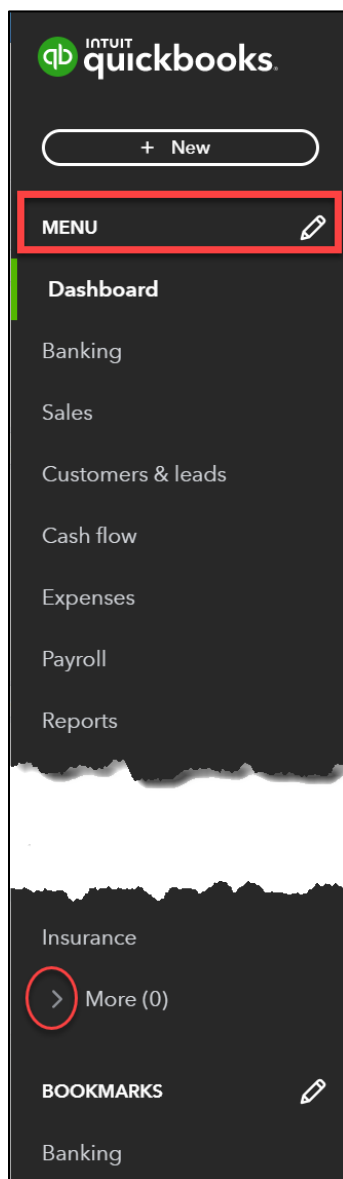 INTUIT
quickbooks.
+ New
MENU
Dashboard
Banking
Sales
Customers & leads
Cash flow
Expenses
Payroll
Reports
Insurance
> More (0)
BOOKMARKS
Banking